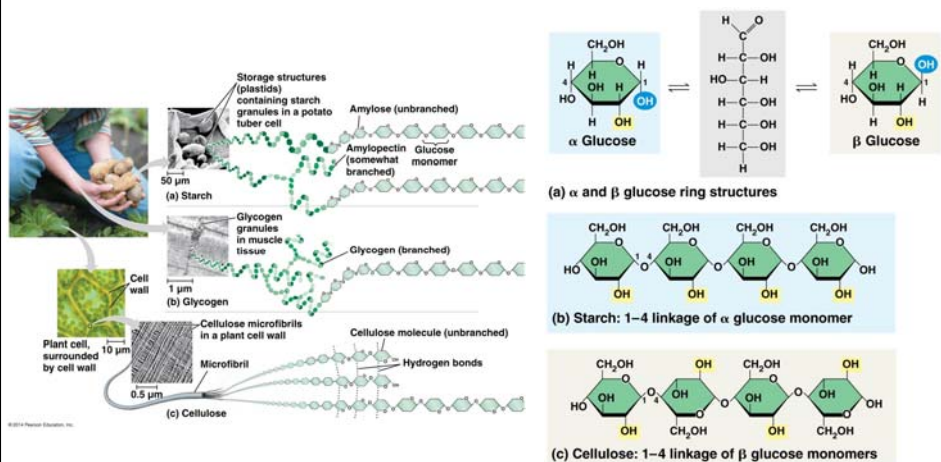 Storage structures
(plastids)
containing starch
granules in a potato
tuber cell
Amylose (unbranched)
Glucose
monomer
Amylopectin
(somewhat
branched)
50 µm
(a) Starch
Glycogen
granules
in muscle
tissue
Glycogen (branched)
1 µm
(b) Glycogen
Cell
wall
Plant cell,
surrounded
by cell wall
10 µm
Cellulose microfibrils
in a plant cell wall
Microfibril
0.5 µm
Cellulose molecule (unbranched)
Hydrogen bonds
(c) Cellulose
© 2014 Pearson Education, Inc.
CH₂OH
O
H
H
H
4
OH
H
1
HO
OH
H
OH
α Glucose
H
O
C
H
C
OH
HO
C
H
H
C
OH
H
C
OH
H
C
OH
H
CH₂OH
O
H
OH
H
4
OH
H
1
HO
H
H
OH
β Glucose
(a) α and β glucose ring structures
CH₂OH
CH₂OH
CH₂OH
CH₂OH
O
O
O
O
HO
OH
1
4
OH
OH
OH
OH
O
O
O
OH
OH
OH
OH
(b) Starch: 1–4 linkage of α glucose monomer
CH₂OH
OH
CH₂OH
OH
O
O
HO
OH
1
O
4
OH
O
OH
O
OH
OH
O
O
OH
CH₂OH
OH
CH₂OH
(c) Cellulose: 1–4 linkage of β glucose monomers